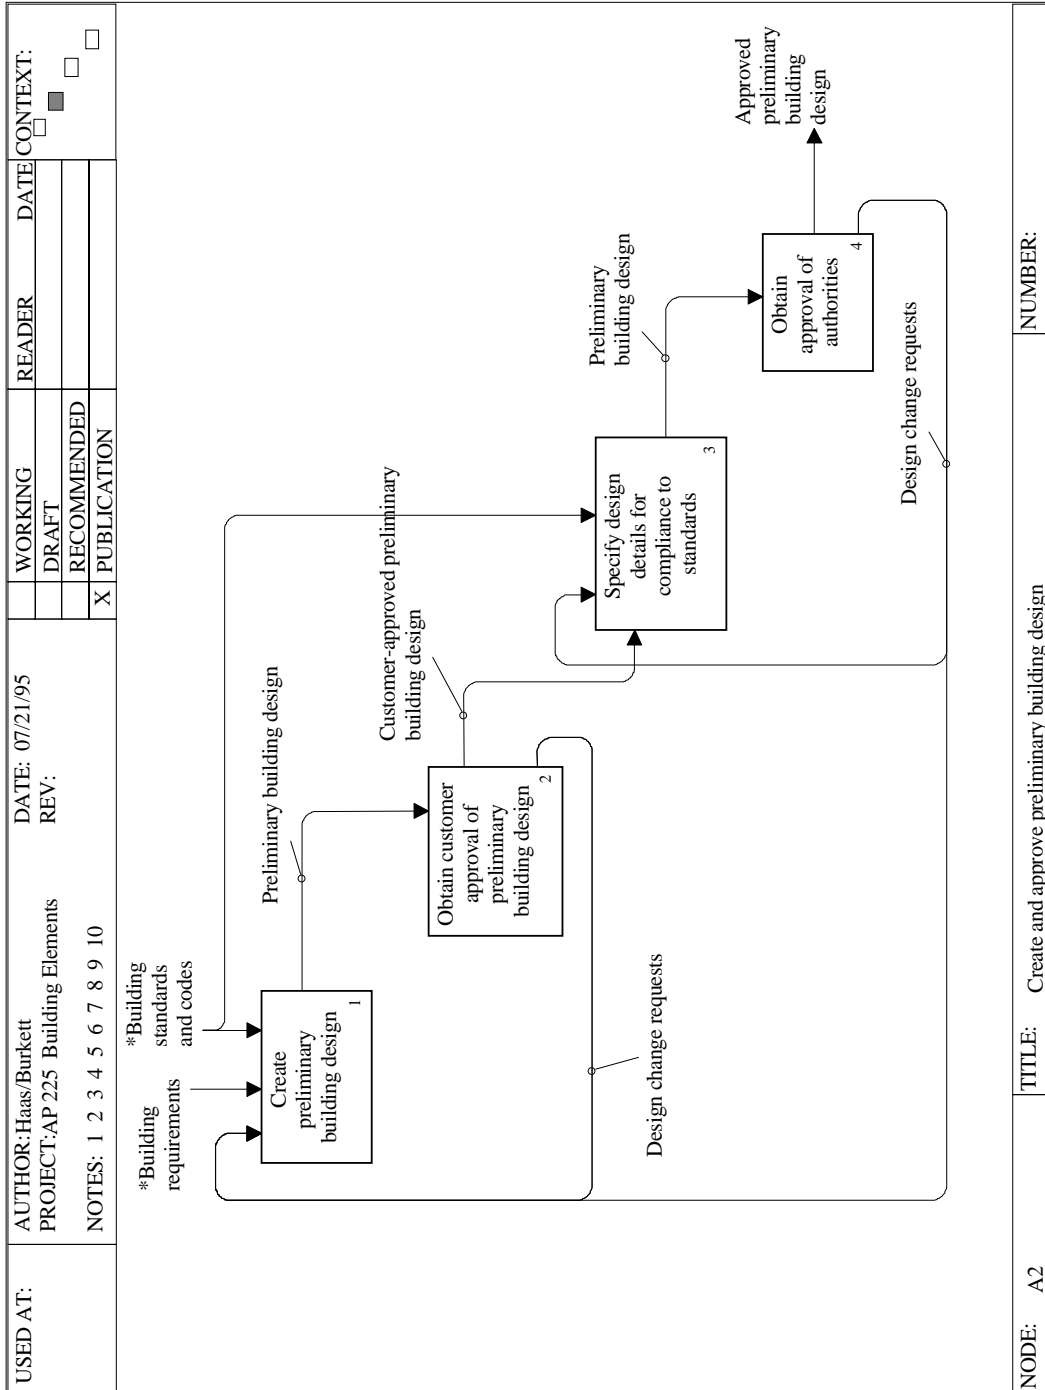 USED AT:
AUTHOR:Haas/Burkett
PROJECT:AP 225  Building Elements
NOTES: 1  2  3  4  5  6  7  8  9  10
DATE:  07/21/95
REV:
WORKING
DRAFT
RECOMMENDED
X PUBLICATION
READER
DATE
CONTEXT:
*Building
requirements
*Building
standards
and codes
Create
preliminary
building design
1
Preliminary building design
Obtain customer
approval of
preliminary
building design
2
Customer-approved preliminary
building design
Design change requests
Specify design
details for
compliance to
standards
3
Preliminary
building design
Obtain
approval of
authorities
4
Approved
preliminary
building
design
Design change requests
NODE: A2
TITLE: Create and approve preliminary building design
NUMBER: